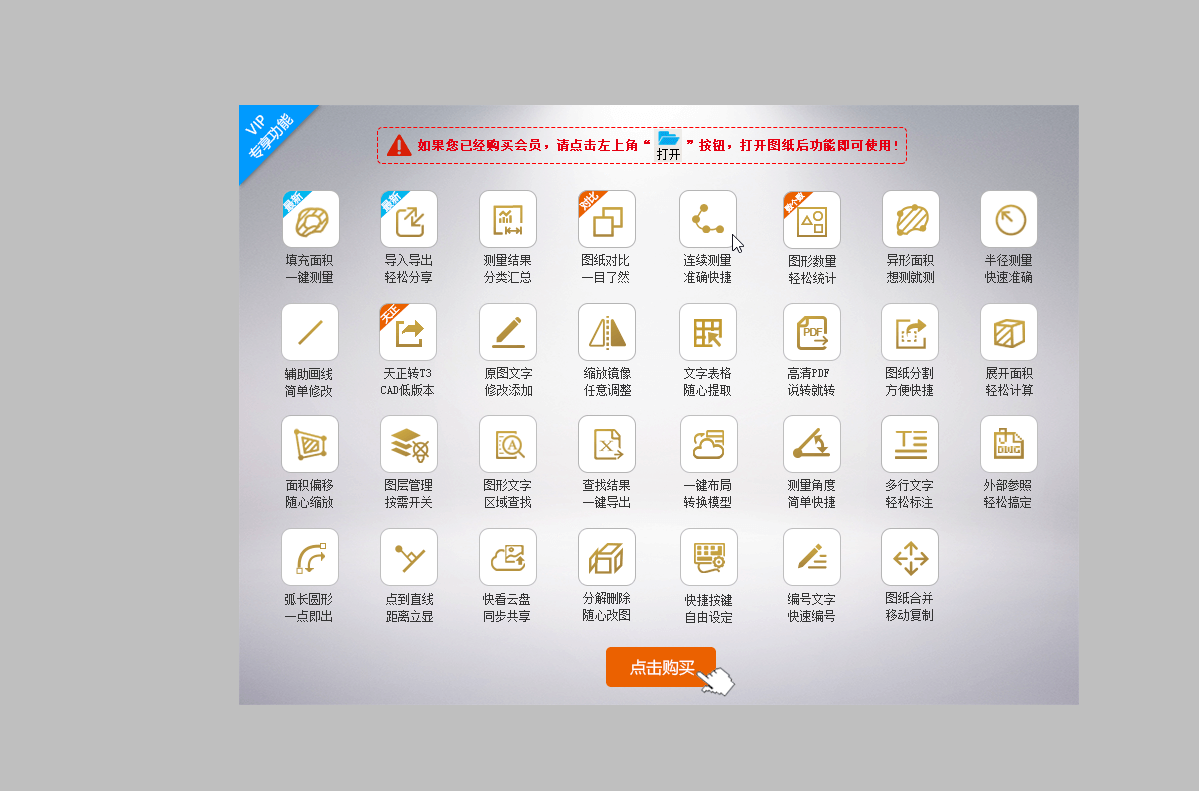 VIP
专享功能
如果您已经购买会员，请点击左上角“打开”按钮，打开图纸后功能即可使用！
最新
最新
对比
数个数
填充面积
一键测量
导入导出
轻松分享
测量结果
分类汇总
图纸对比
一目了然
连续测量
准确快捷
图形数量
轻松统计
异形面积
想测就测
半径测量
快速准确
天正
PDF
辅助画线
简单修改
天正转T3
CAD低版本
原图文字
修改添加
缩放镜像
任意调整
文字表格
随心提取
高清PDF
说转就转
图纸分割
方便快捷
展开面积
轻松计算
A
X
T
DWG
面积偏移
随心缩放
图层管理
按需开关
图形文字
区域查找
查找结果
一键导出
一键布局
转换模型
测量角度
简单快捷
多行文字
轻松标注
外部参照
轻松搞定
弧长圆形
一点即出
点到直线
距离立显
快看云盘
同步共享
分解删除
随心改图
快捷按键
自由设定
编号文字
快速编号
图纸合并
移动复制
点击购买